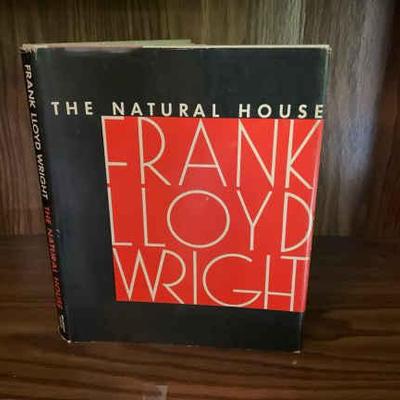 THE NATURAL HOUSE
FRANK
LLOYD
WRIGHT
FRANK LLOYD WRIGHT THE NATURAL HOUSE